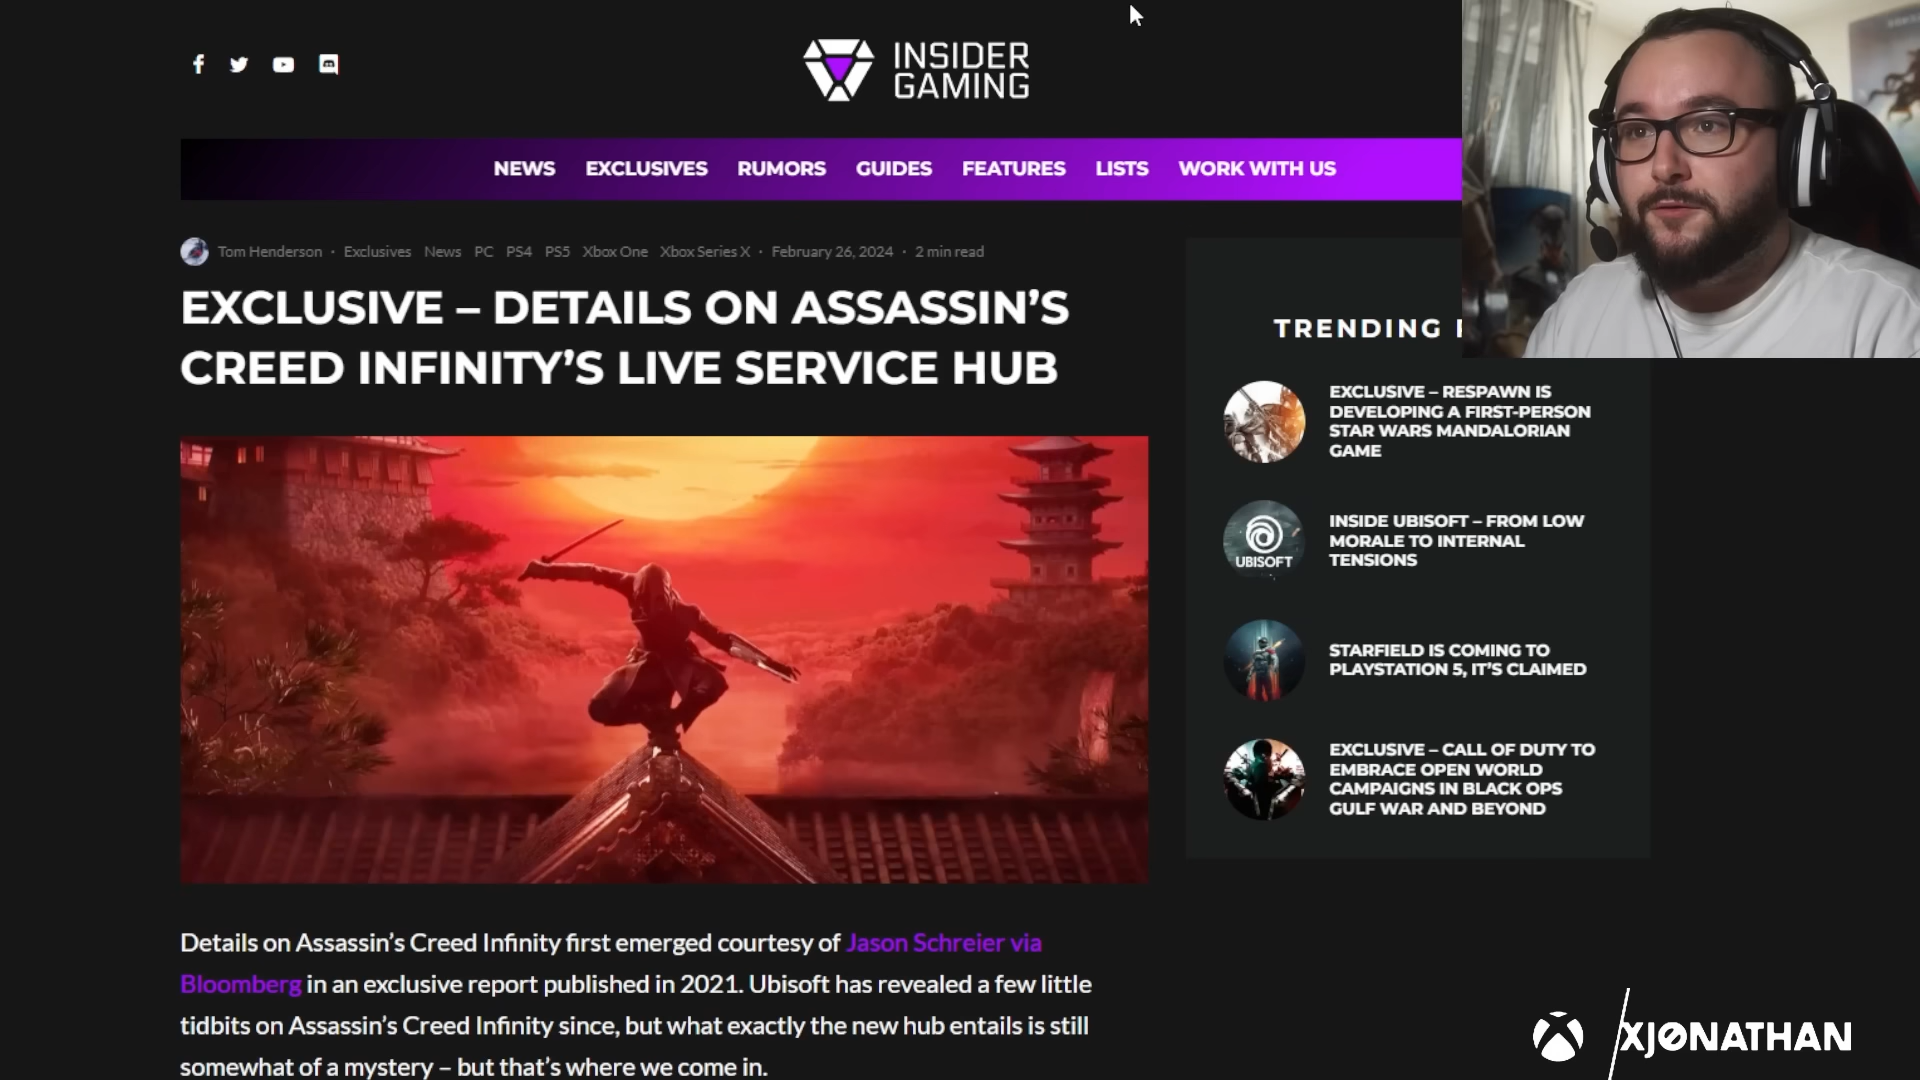 INSIDER
GAMING
NEWS EXCLUSIVES RUMORS GUIDES FEATURES LISTS WORK WITH US
Tom Henderson · Exclusives News PC PS4 PS5 Xbox One Xbox Series X · February 26, 2024 · 2 min read
EXCLUSIVE – DETAILS ON ASSASSIN’S
CREED INFINITY’S LIVE SERVICE HUB
Details on Assassin’s Creed Infinity first emerged courtesy of Jason Schreier via
Bloomberg in an exclusive report published in 2021. Ubisoft has revealed a few little
tidbits on Assassin’s Creed Infinity since, but what exactly the new hub entails is still
somewhat of a mystery – but that’s where we come in.
TRENDING
EXCLUSIVE – RESPAWN IS
DEVELOPING A FIRST-PERSON
STAR WARS MANDALORIAN
GAME
UBISOFT
INSIDE UBISOFT – FROM LOW
MORALE TO INTERNAL
TENSIONS
STARFIELD IS COMING TO
PLAYSTATION 5, IT’S CLAIMED
EXCLUSIVE – CALL OF DUTY TO
EMBRACE OPEN WORLD
CAMPAIGNS IN BLACK OPS
GULF WAR AND BEYOND
XJØNATHAN